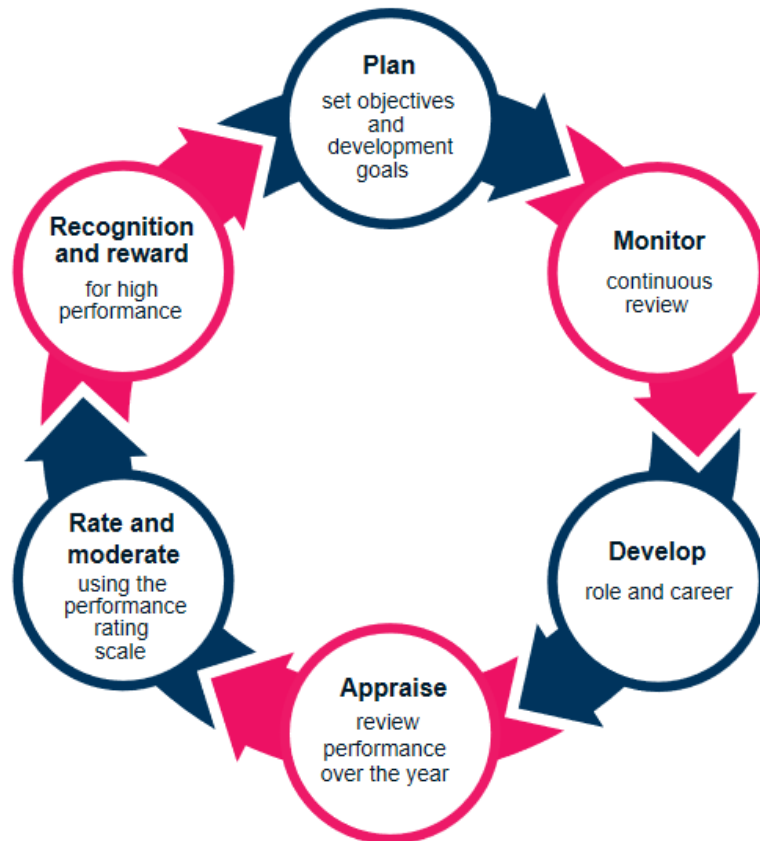 Plan
set objectives
and
development
goals
Monitor
continuous
review
Develop
role and career
Appraise
review
performance
over the year
Rate and
moderate
using the
performance
rating
scale
Recognition
and reward
for high
performance